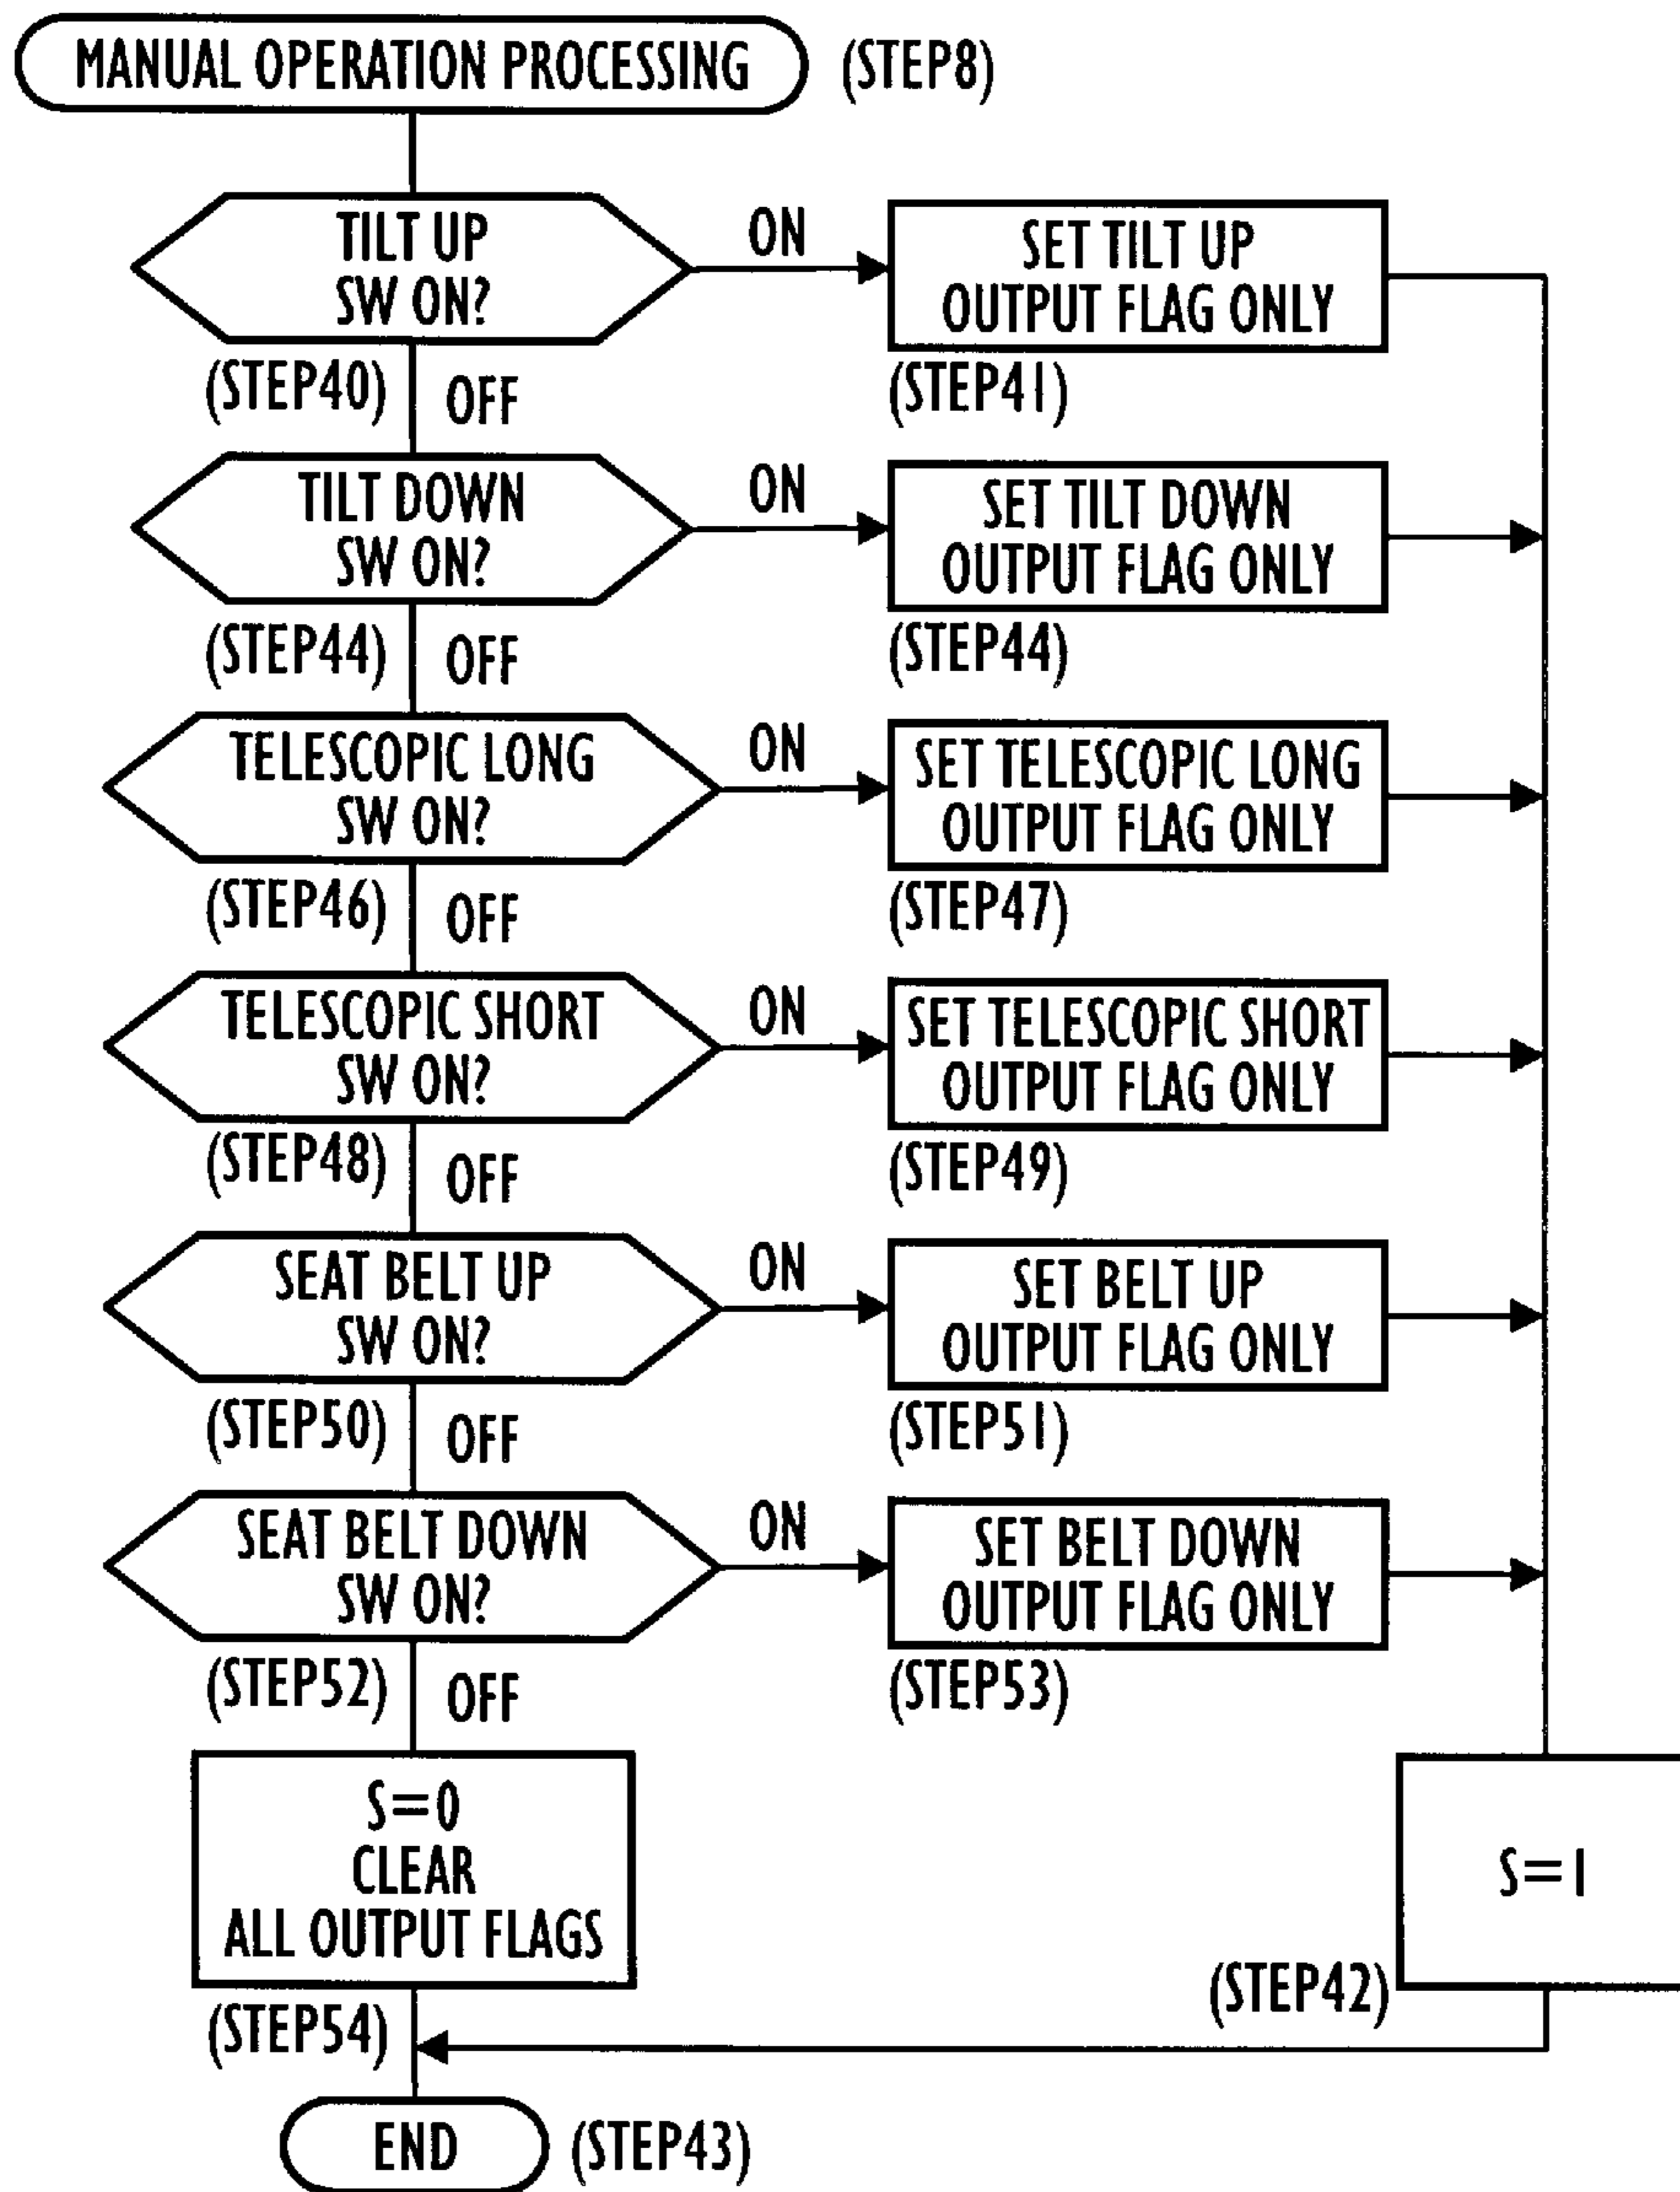 MANUAL OPERATION PROCESSING
(STEP8)
TILT UP
SW ON?
ON
SET TILT UP
OUTPUT FLAG ONLY
(STEP40)
OFF
(STEP41)
TILT DOWN
SW ON?
ON
SET TILT DOWN
OUTPUT FLAG ONLY
(STEP44)
OFF
(STEP44)
TELESCOPIC LONG
SW ON?
ON
SET TELESCOPIC LONG
OUTPUT FLAG ONLY
(STEP46)
OFF
(STEP47)
TELESCOPIC SHORT
SW ON?
ON
SET TELESCOPIC SHORT
OUTPUT FLAG ONLY
(STEP48)
OFF
(STEP49)
SEAT BELT UP
SW ON?
ON
SET BELT UP
OUTPUT FLAG ONLY
(STEP50)
OFF
(STEP51)
SEAT BELT DOWN
SW ON?
ON
SET BELT DOWN
OUTPUT FLAG ONLY
(STEP52)
OFF
(STEP53)
S=0
CLEAR
ALL OUTPUT FLAGS
S=1
(STEP54)
(STEP42)
END
(STEP43)